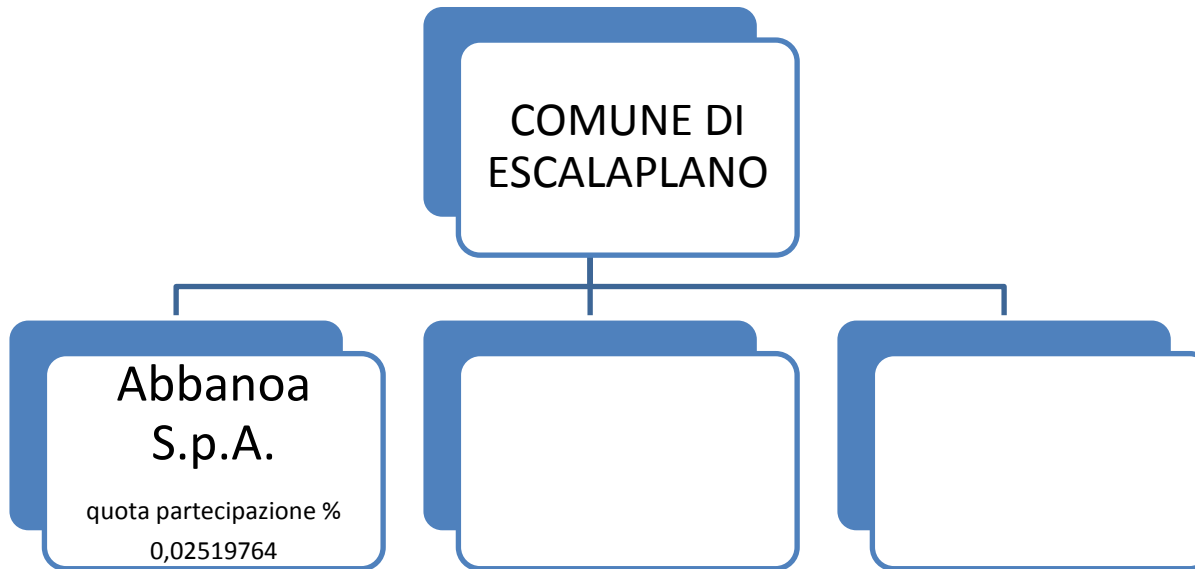 COMUNE DI
ESCALAPLANO
Abbanoa
S.p.A.
quota partecipazione %
0,02519764